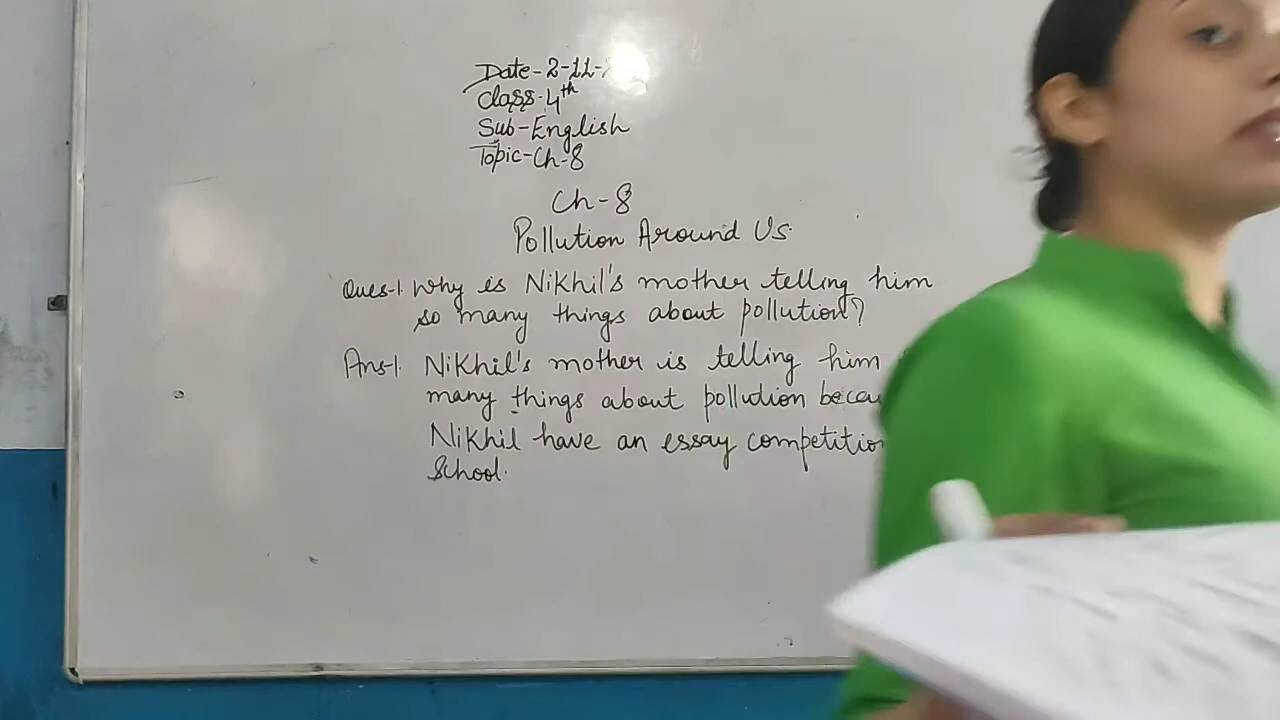 Date-2-11-
Class-4th
Sub-English
Topic-Ch-8
Ch-8
Pollution Around Us.
Ques-1. Why is Nikhil's mother telling him
so many things about pollution?
Ans-1. Nikhil's mother is telling him
many things about pollution
Nikhil have an essay
School.